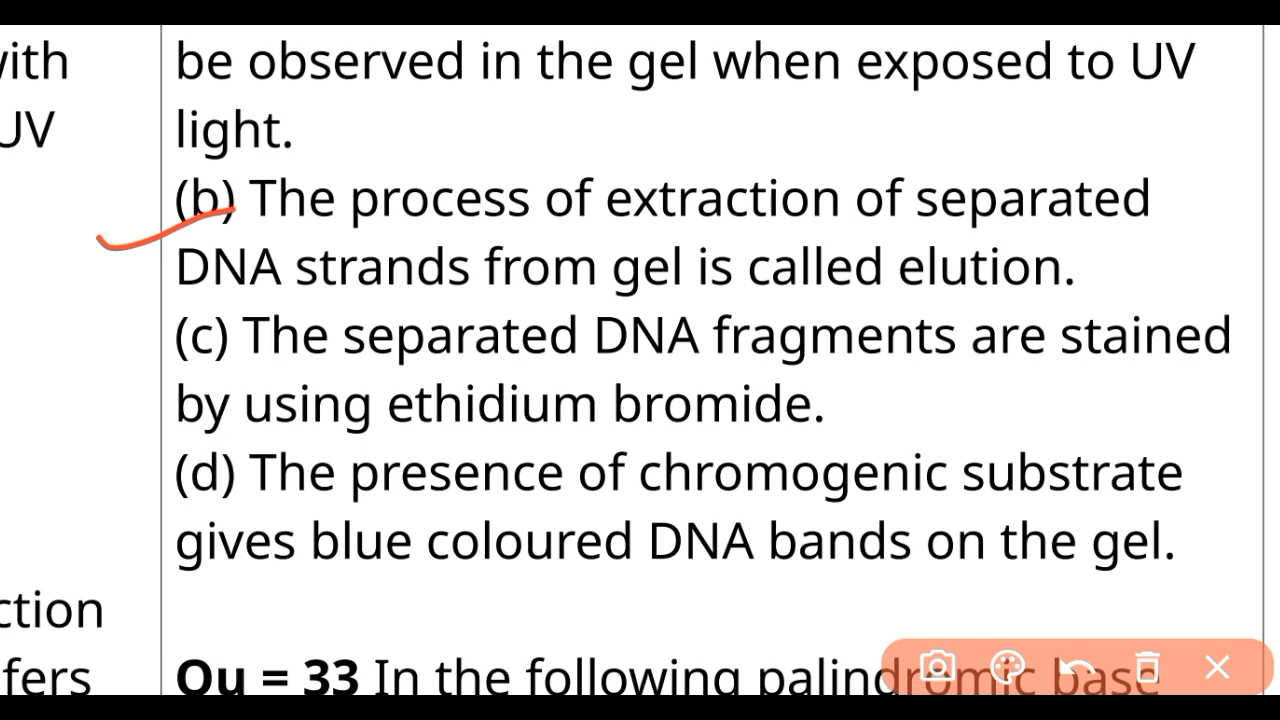 vith
be observed in the gel when exposed to UV
UV
light.
(b) The process of extraction of separated
DNA strands from gel is called elution.
(c) The separated DNA fragments are stained
by using ethidium bromide.
(d) The presence of chromogenic substrate
gives blue coloured DNA bands on the gel.
ction
fers
Qu = 33 In the following palindromic base